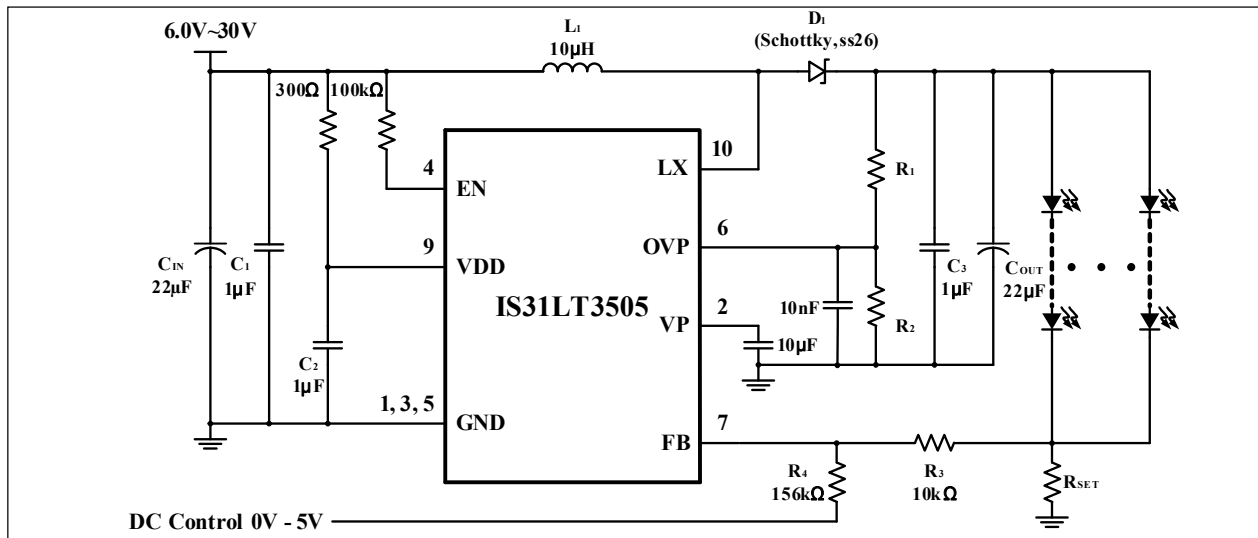 6.0V~30V
L1
10μH
D1
(Schottky,ss26)
300Ω
100kΩ
4
EN
LX
10
R1
6
OVP
9
VDD
CIN
22μF
C1
1μF
IS31LT3505
2
VP
10nF
R2
C3
1μF
COUT
22μF
10μF
C2
1μF
1, 3, 5
GND
FB
7
R4
156kΩ
R3
10kΩ
RSET
DC Control 0V - 5V